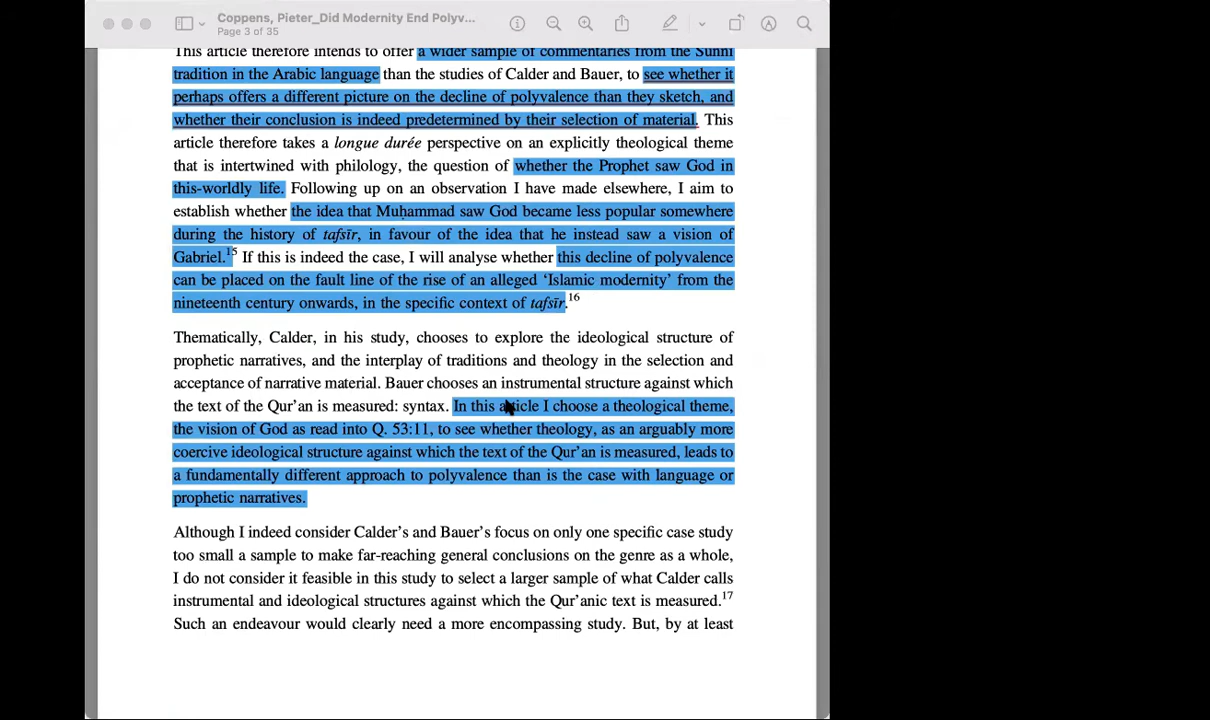 Coppens, Pieter_Did Modernity End Polyv...
Page 3 of 35
This article therefore intends to offer a wider sample of commentaries from the Sunni
tradition in the Arabic language than the studies of Calder and Bauer, to see whether it
perhaps offers a different picture on the decline of polyvalence than they sketch, and
whether their conclusion is indeed predetermined by their selection of material. This
article therefore takes a longue durée perspective on an explicitly theological theme
that is intertwined with philology, the question of whether the Prophet saw God in
this-worldly life. Following up on an observation I have made elsewhere, I aim to
establish whether the idea that Muḥammad saw God became less popular somewhere
during the history of tafsīr, in favour of the idea that he instead saw a vision of
Gabriel.15 If this is indeed the case, I will analyse whether this decline of polyvalence
can be placed on the fault line of the rise of an alleged ‘Islamic modernity’ from the
nineteenth century onwards, in the specific context of tafsīr.16
Thematically, Calder, in his study, chooses to explore the ideological structure of
prophetic narratives, and the interplay of traditions and theology in the selection and
acceptance of narrative material. Bauer chooses an instrumental structure against which
the text of the Qur’an is measured: syntax. In this article I choose a theological theme,
the vision of God as read into Q. 53:11, to see whether theology, as an arguably more
coercive ideological structure against which the text of the Qur’an is measured, leads to
a fundamentally different approach to polyvalence than is the case with language or
prophetic narratives.
Although I indeed consider Calder’s and Bauer’s focus on only one specific case study
too small a sample to make far-reaching general conclusions on the genre as a whole,
I do not consider it feasible in this study to select a larger sample of what Calder calls
instrumental and ideological structures against which the Qur’anic text is measured.17
Such an endeavour would clearly need a more encompassing study. But, by at least